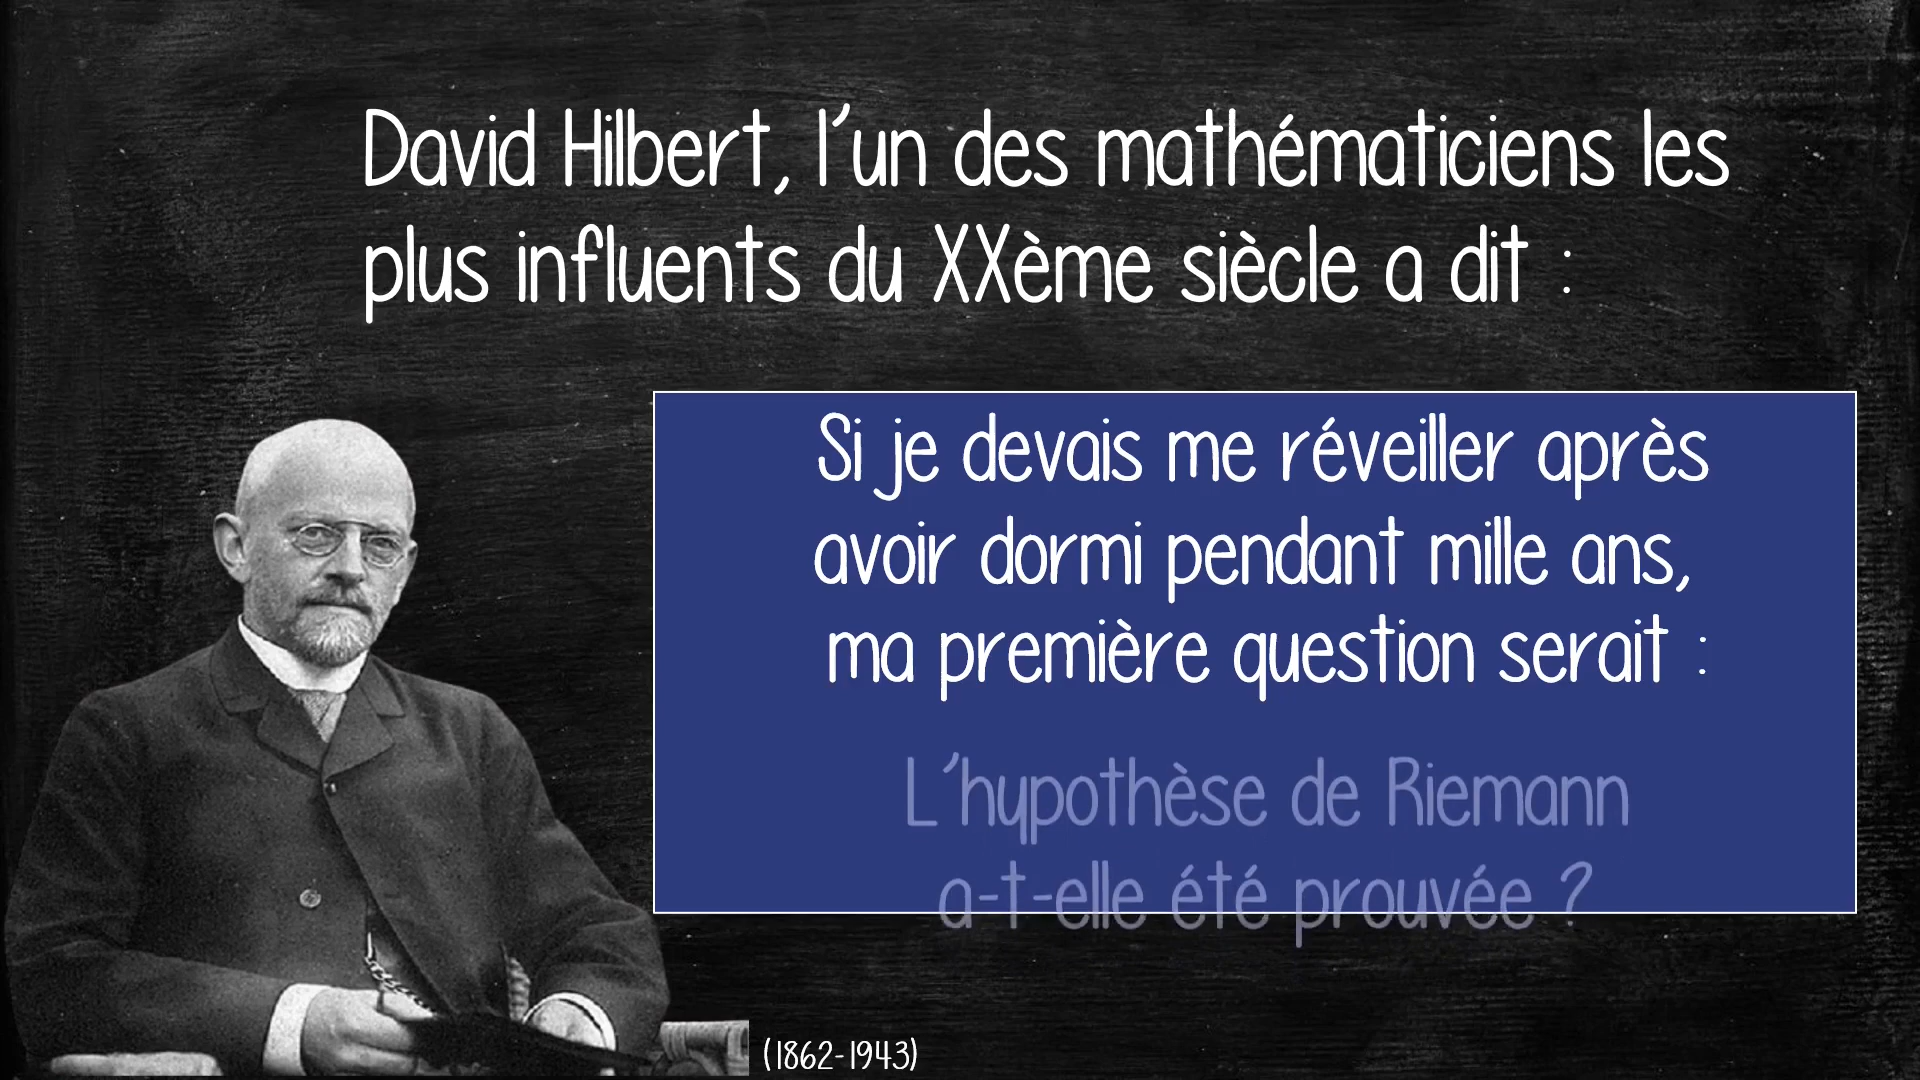 David Hilbert, l'un des mathématiciens les
plus influents du XXème siècle a dit :
Si je devais me réveiller après
avoir dormi pendant mille ans,
ma première question serait :
L'hypothèse de Riemann
a-t-elle été prouvée ?
(1862-1943)